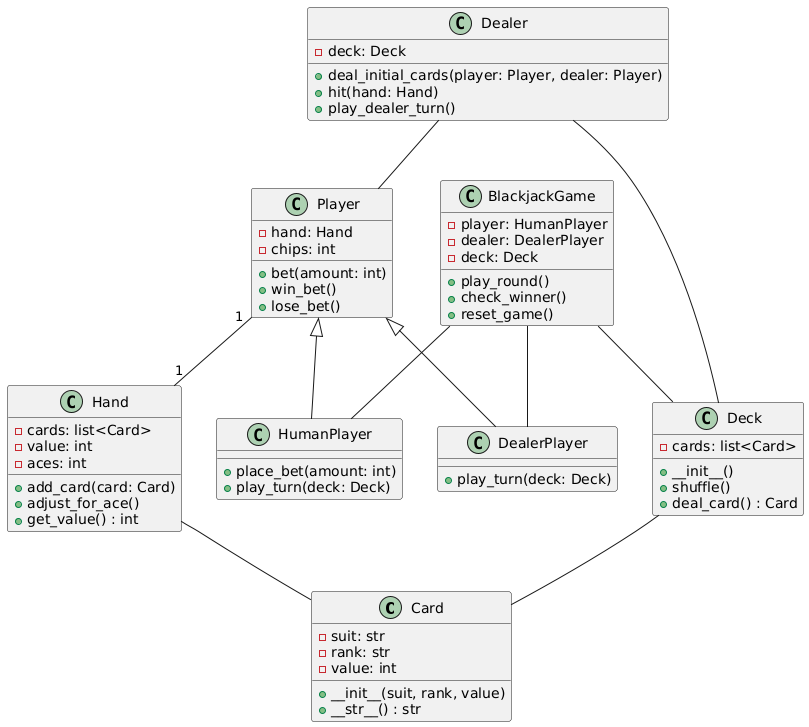 C Dealer
deck: Deck
deal_initial_cards(player: Player, dealer: Player)
hit(hand: Hand)
play_dealer_turn()
C Player
hand: Hand
chips: int
bet(amount: int)
win_bet()
lose_bet()
C BlackjackGame
player: HumanPlayer
dealer: DealerPlayer
deck: Deck
play_round()
check_winner()
reset_game()
1
1
C Hand
cards: list<Card>
value: int
aces: int
add_card(card: Card)
adjust_for_ace()
get_value() : int
C HumanPlayer
place_bet(amount: int)
play_turn(deck: Deck)
C DealerPlayer
play_turn(deck: Deck)
C Deck
cards: list<Card>
__init__()
shuffle()
deal_card() : Card
C Card
suit: str
rank: str
value: int
__init__(suit, rank, value)
__str__() : str